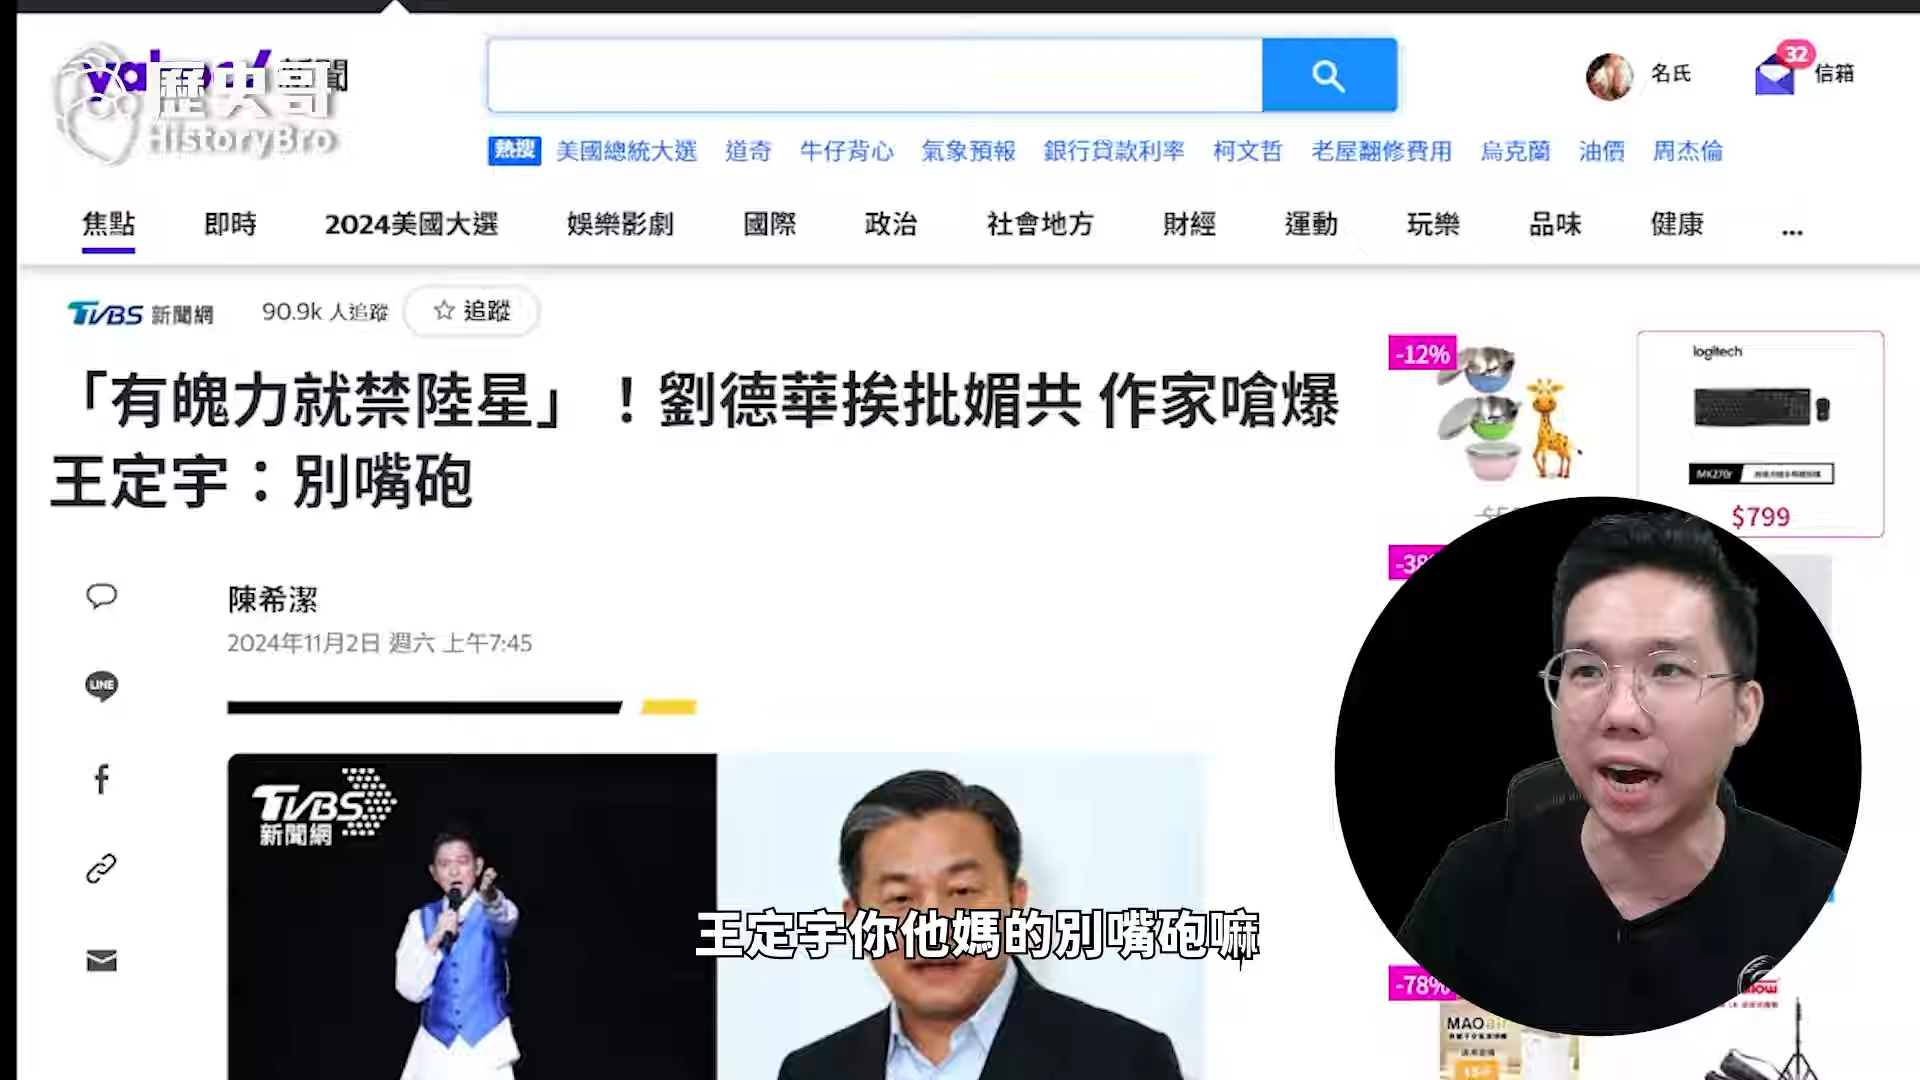 新聞
歷史哥
HistoryBro
名氏
32
信箱
熱搜 美國總統大選 道奇 牛仔背心 氣象預報 銀行貸款利率 柯文哲 老屋翻修費用 烏克蘭 油價 周杰倫
焦點 即時 2024美國大選 娛樂影劇 國際 政治 社會地方 財經 運動 玩樂 品味 健康 ...
TVBS 新聞網 90.9k 人追蹤 ☆ 追蹤
「有魄力就禁陸星」！劉德華挨批媚共 作家嗆爆
王定宇：別嘴砲
陳希潔
2024年11月2日 週六 上午7:45
LINE
TVBS
新聞網
王定宇你他媽的別嘴砲嘛
-12%
logitech
MK270r
$799
-38
-78%
MAOair